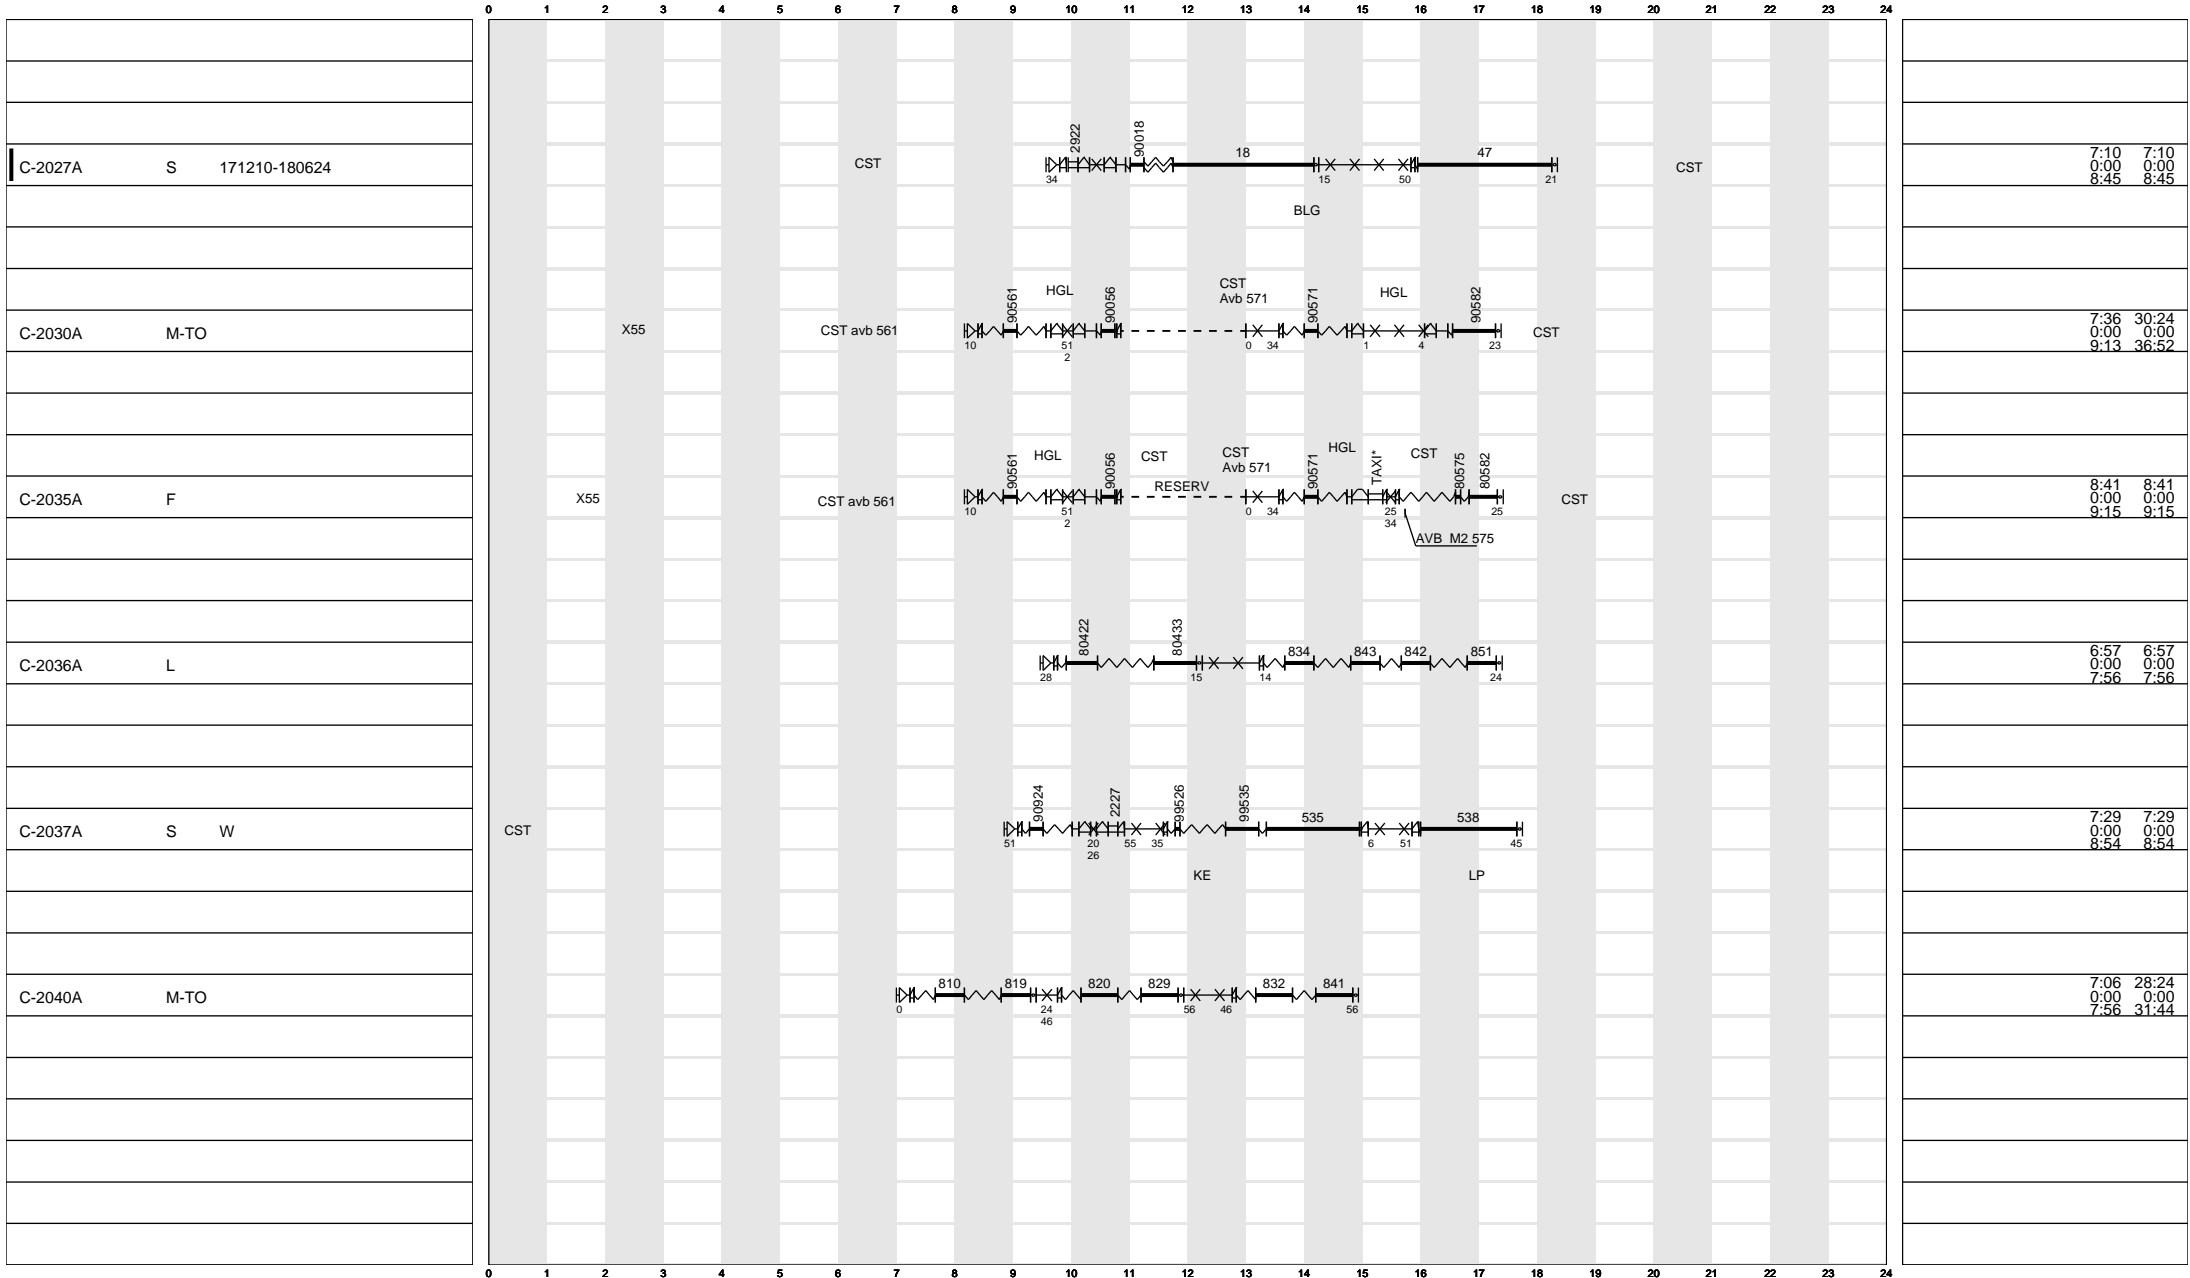 0 1 2 3 4 5 6 7 8 9 10 11 12 13 14 15 16 17 18 19 20 21 22 23 24
2922 90018
C-2027A S 171210-180624 CST 18 47 CST 7:10 7:10
0:00 0:00
34 15 50 21 8:45 8:45
BLG
HGL CST HGL
Avb 571
90561 90056 90571 90582
C-2030A M-TO X55 CST avb 561 CST 7:36 30:24
0:00 0:00
10 51 0 34 1 4 23 9:13 36:52
2
HGL CST CST HGL CST
Avb 571 TAXI*
90561 90056 RESERV 90571 80575 80582
C-2035A F X55 CST avb 561 CST 8:41 8:41
0:00 0:00
10 51 0 34 25 25 9:15 9:15
2 34
AVB M2 575
80422 80433
C-2036A L 834 843 842 851 6:57 6:57
0:00 0:00
28 15 14 24 7:56 7:56
90924 2227 99526 99535
C-2037A S W CST 535 538 7:29 7:29
0:00 0:00
51 20 55 35 6 51 45 8:54 8:54
26
KE LP
C-2040A M-TO 810 819 820 829 832 841 7:06 28:24
0:00 0:00
0 24 56 46 56 7:56 31:44
46
0 1 2 3 4 5 6 7 8 9 10 11 12 13 14 15 16 17 18 19 20 21 22 23 24